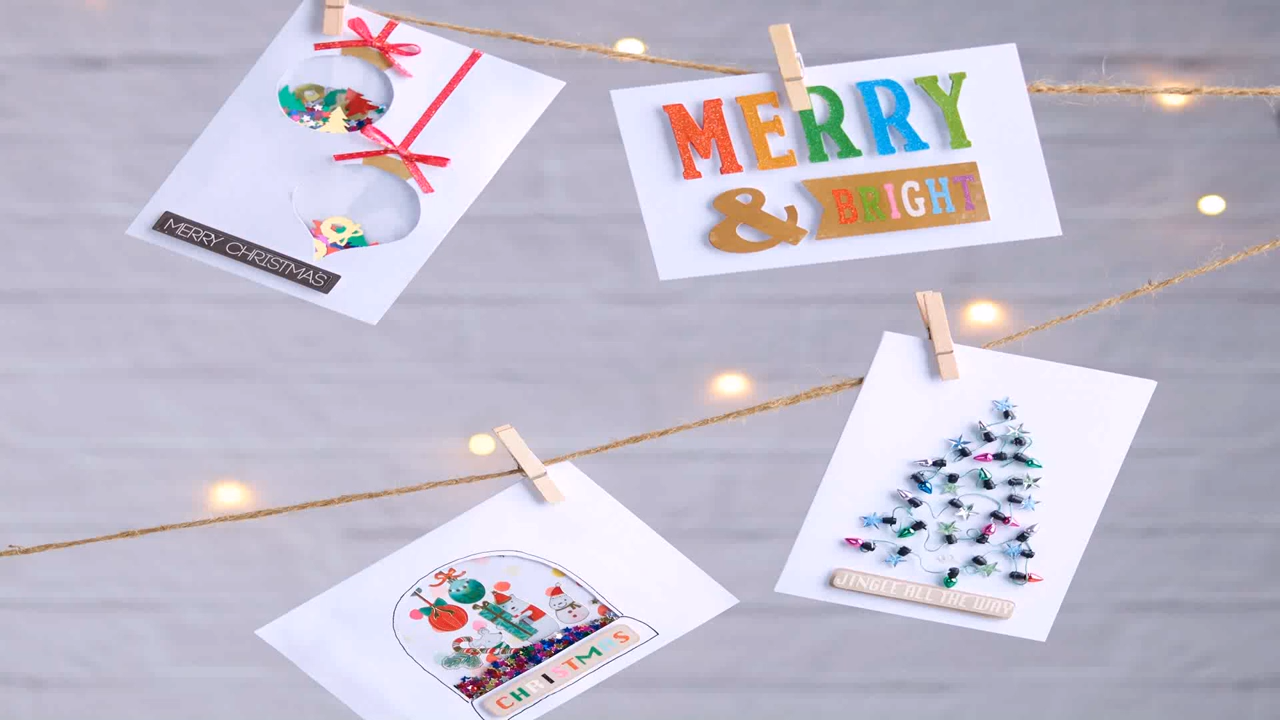 MERRY CHRISTMAS
MERRY
& BRIGHT
JINGLE ALL THE WAY
CHRISTMAS